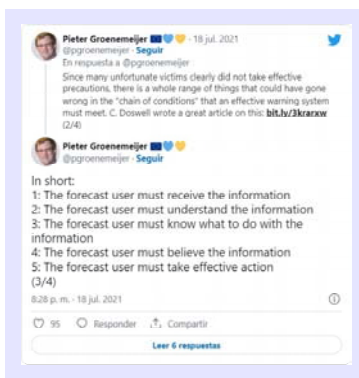 Pieter Groenemeijer 🇪🇺💙💛 · 18 jul. 2021
@pgroenemeijer · Seguir
En respuesta a @pgroenemeijer
Since many unfortunate victims clearly did not take effective
precautions, there is a whole range of things that could have gone
wrong in the "chain of conditions" that an effective warning system
must meet. C. Doswell wrote a great article on this: bit.ly/3krarxw
(2/4)
Pieter Groenemeijer 🇪🇺💙💛
@pgroenemeijer · Seguir
In short:
1: The forecast user must receive the information
2: The forecast user must understand the information
3: The forecast user must know what to do with the
information
4: The forecast user must believe the information
5: The forecast user must take effective action
(3/4)
8:28 p. m. · 18 jul. 2021
95 Responder Compartir
Leer 6 respuestas